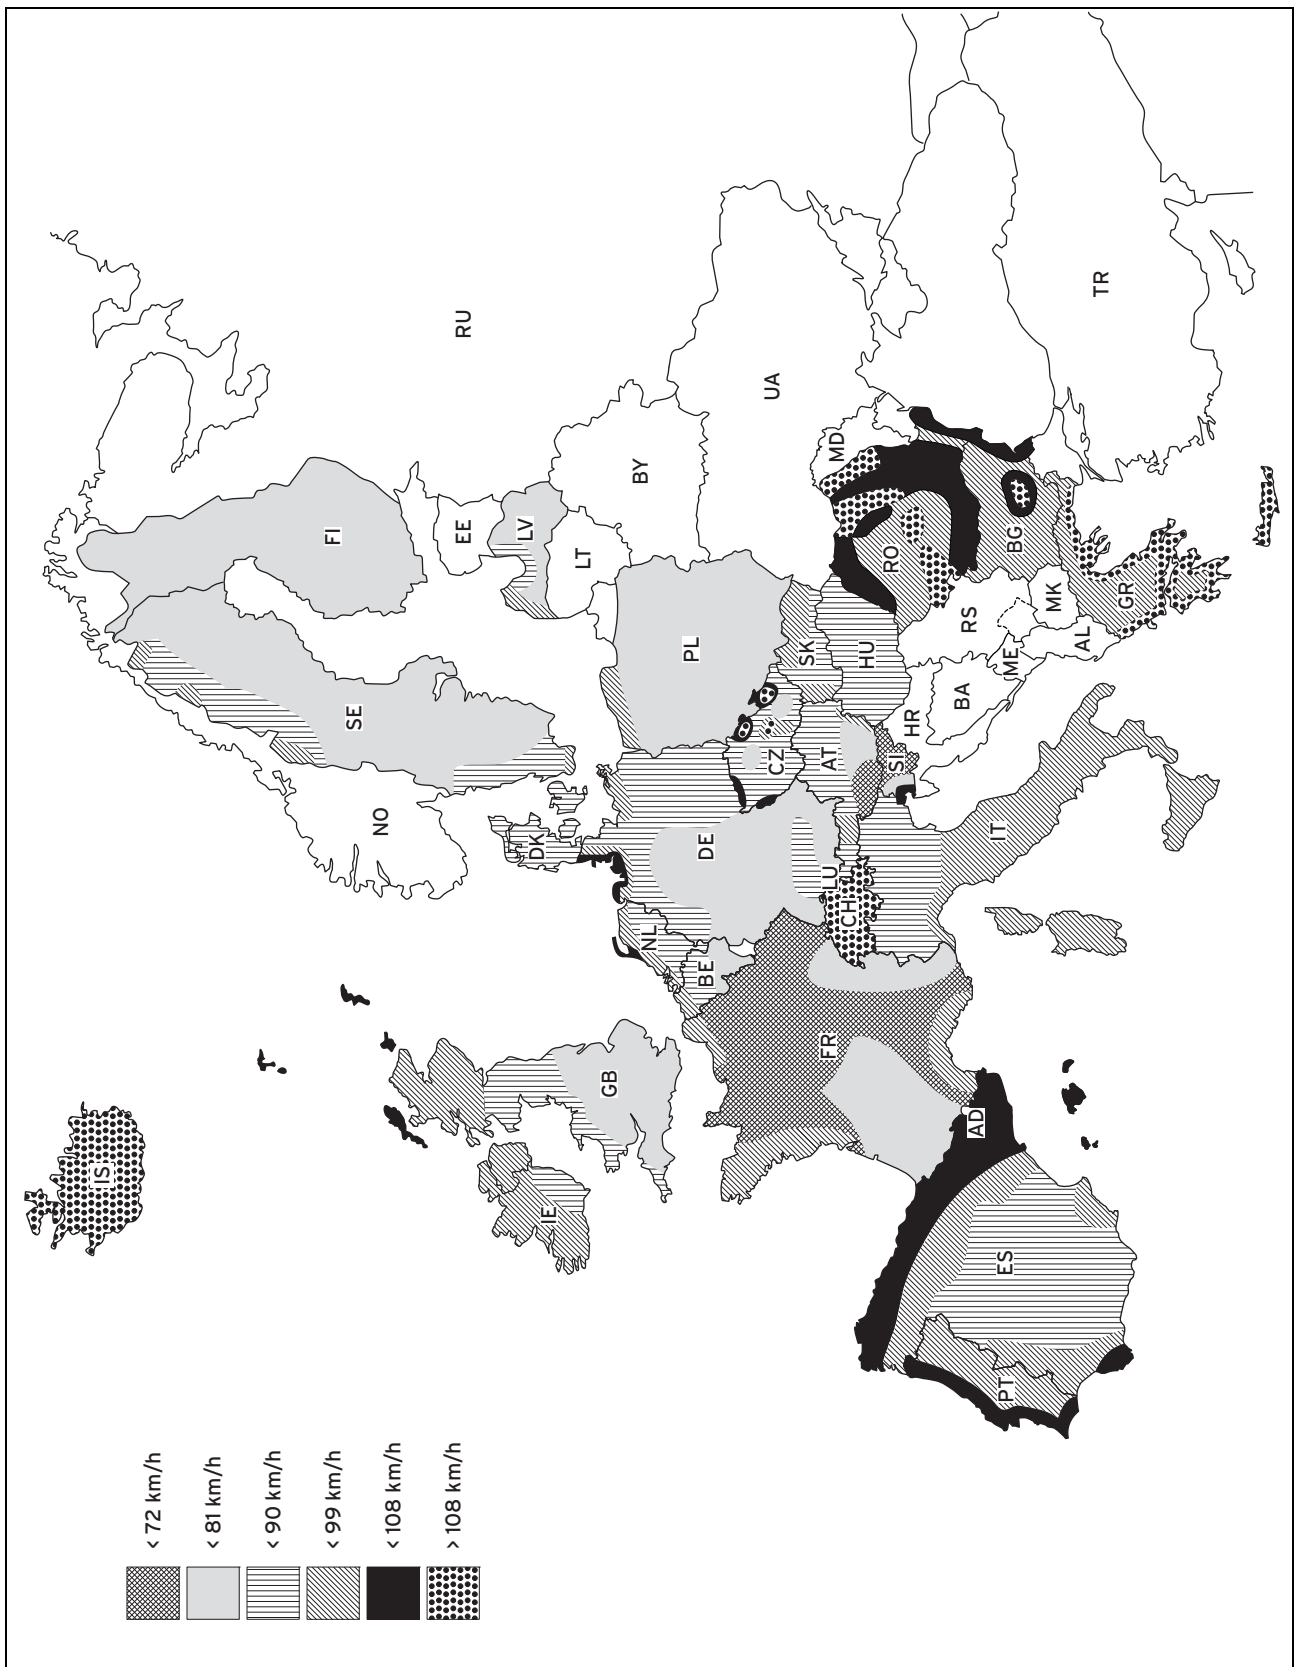 IS
NO
SE
FI
RU
EE
LV
LT
BY
DK
IE
GB
NL
BE
DE
PL
CZ
SK
UA
MD
LU
FR
CH
AT
HU
RO
SI
HR
BA
RS
ME
MK
AL
BG
GR
TR
IT
AD
ES
PT
< 72 km/h
< 81 km/h
< 90 km/h
< 99 km/h
< 108 km/h
> 108 km/h